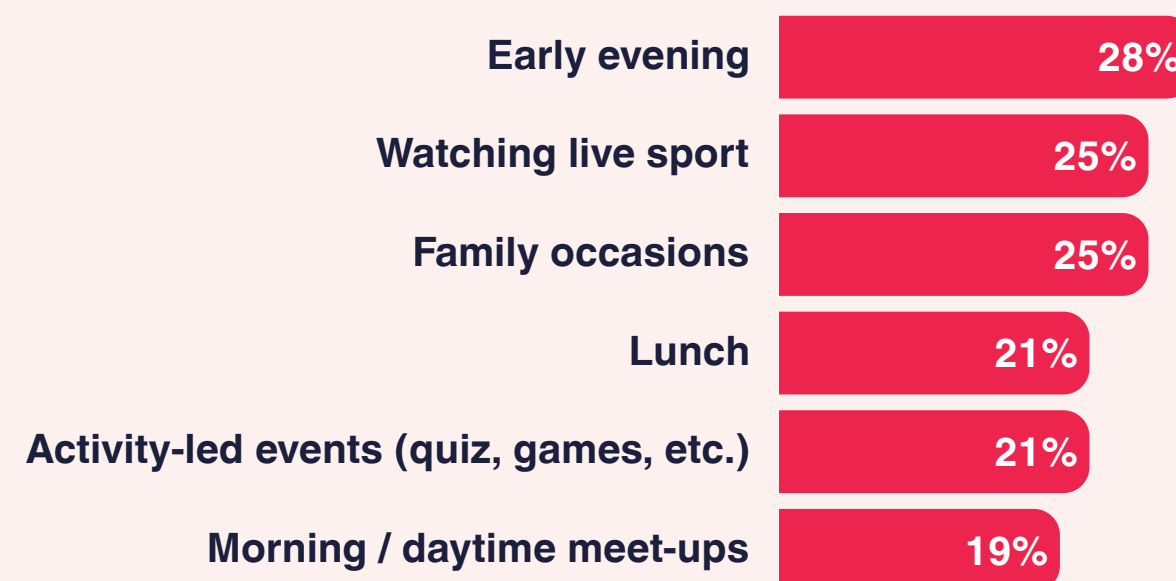 Early evening 28%
Watching live sport 25%
Family occasions 25%
Lunch 21%
Activity-led events (quiz, games, etc.) 21%
Morning / daytime meet-ups 19%